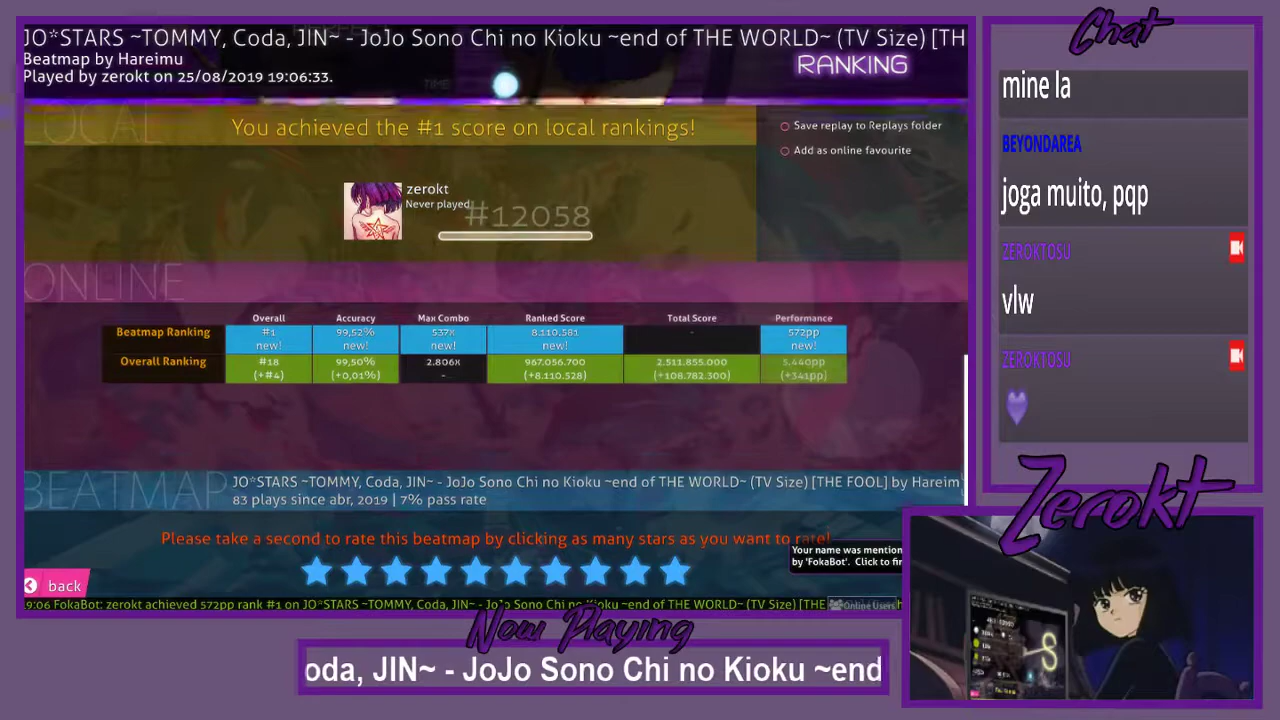 JO*STARS ~TOMMY, Coda, JIN~ - JoJo Sono Chi no Kioku ~end of THE WORLD~ (TV Size) [TH
Beatmap by Hareimu
Played by zerokt on 25/08/2019 19:06:33.
RANKING
TIME
LOCAL
You achieved the #1 score on local rankings!
Save replay to Replays folder
Add as online favourite
zerokt
Never played
#12058
ONLINE
Overall Accuracy Max Combo Ranked Score Total Score Performance
Beatmap Ranking #1 99,52% 537x 8.110.581 - 572pp
new! new! new! new! new!
Overall Ranking #18 99,50% 2.806x 967.056.700 2.511.855.000 5.440pp
(+#4) (+0,01%) - (+8.110.528) (+108.782.300) (+341pp)
BEATMAP
JO*STARS ~TOMMY, Coda, JIN~ - JoJo Sono Chi no Kioku ~end of THE WORLD~ (TV Size) [THE FOOL] by Hareim
83 plays since abr, 2019 | 7% pass rate
Please take a second to rate this beatmap by clicking as many stars as you want to rate!
Your name was mention
by 'FokaBot'. Click to fin
back
19:06 FokaBot: zerokt achieved 572pp rank #1 on JO*STARS ~TOMMY, Coda, JIN~ - JoJo Sono Chi no Kioku ~end of THE WORLD~ (TV Size) [THE
Online Users
Now Playing
oda, JIN~ - JoJo Sono Chi no Kioku ~end
Chat
mine la
BEYONDAREA
joga muito, pqp
ZEROKTOSU
vlw
ZEROKTOSU
Zerokt